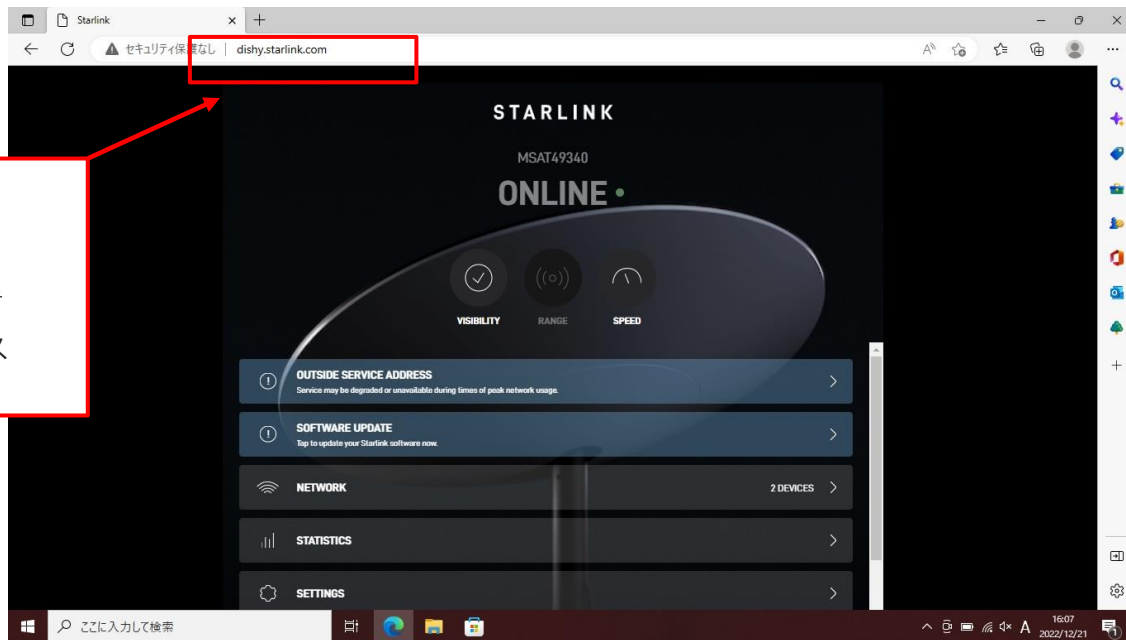 Starlink
セキュリティ保護なし
dishy.starlink.com
STARLINK
MSAT49340
ONLINE
VISIBILITY
RANGE
SPEED
OUTSIDE SERVICE ADDRESS
Service may be degraded or unavailable during times of peak network usage.
SOFTWARE UPDATE
Tap to update your Starlink software now.
NETWORK
2 DEVICES
STATISTICS
SETTINGS
ここに入力して検索
A
16:07
2022/12/21
1